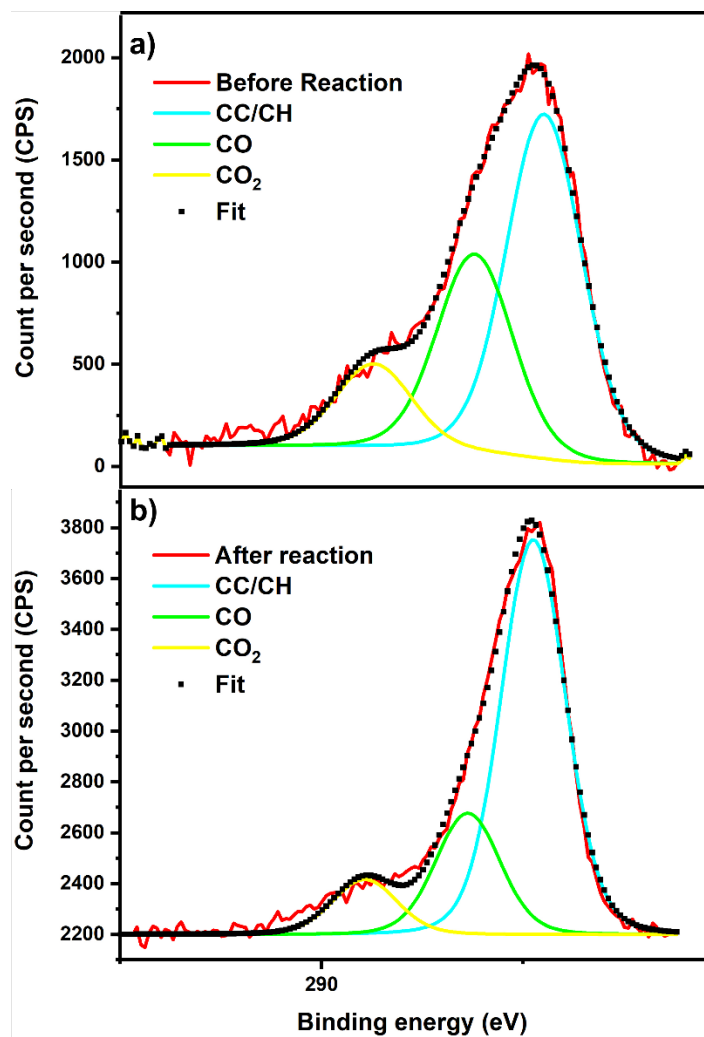 a)
Before Reaction
CC/CH
CO
CO₂
Fit
2000
1500
1000
500
0
Count per second (CPS)
b)
After reaction
CC/CH
CO
CO₂
Fit
3800
3600
3400
3200
3000
2800
2600
2400
2200
Count per second (CPS)
290
Binding energy (eV)